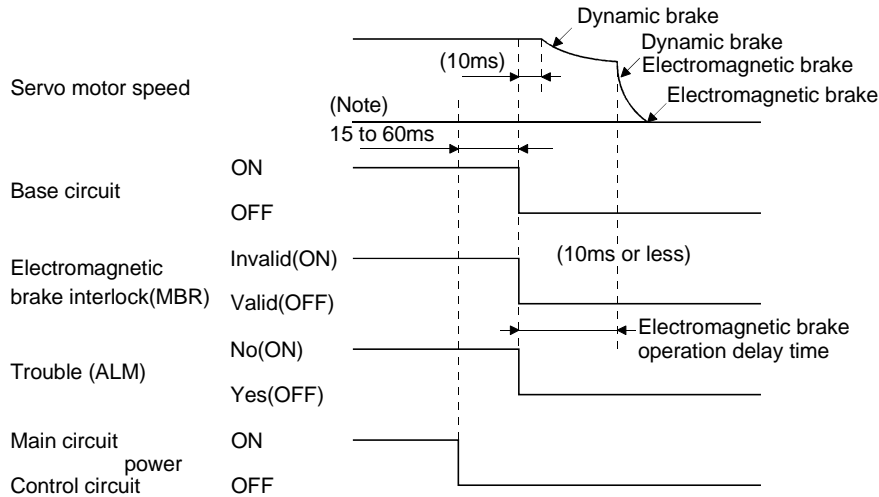 Dynamic brake
Dynamic brake
Electromagnetic brake
Electromagnetic brake
(10ms)
Servo motor speed
(Note)
15 to 60ms
Base circuit
ON
OFF
Electromagnetic
brake interlock(MBR)
Invalid(ON)
Valid(OFF)
(10ms or less)
Electromagnetic brake
operation delay time
Trouble (ALM)
No(ON)
Yes(OFF)
Main circuit
power
Control circuit
ON
OFF